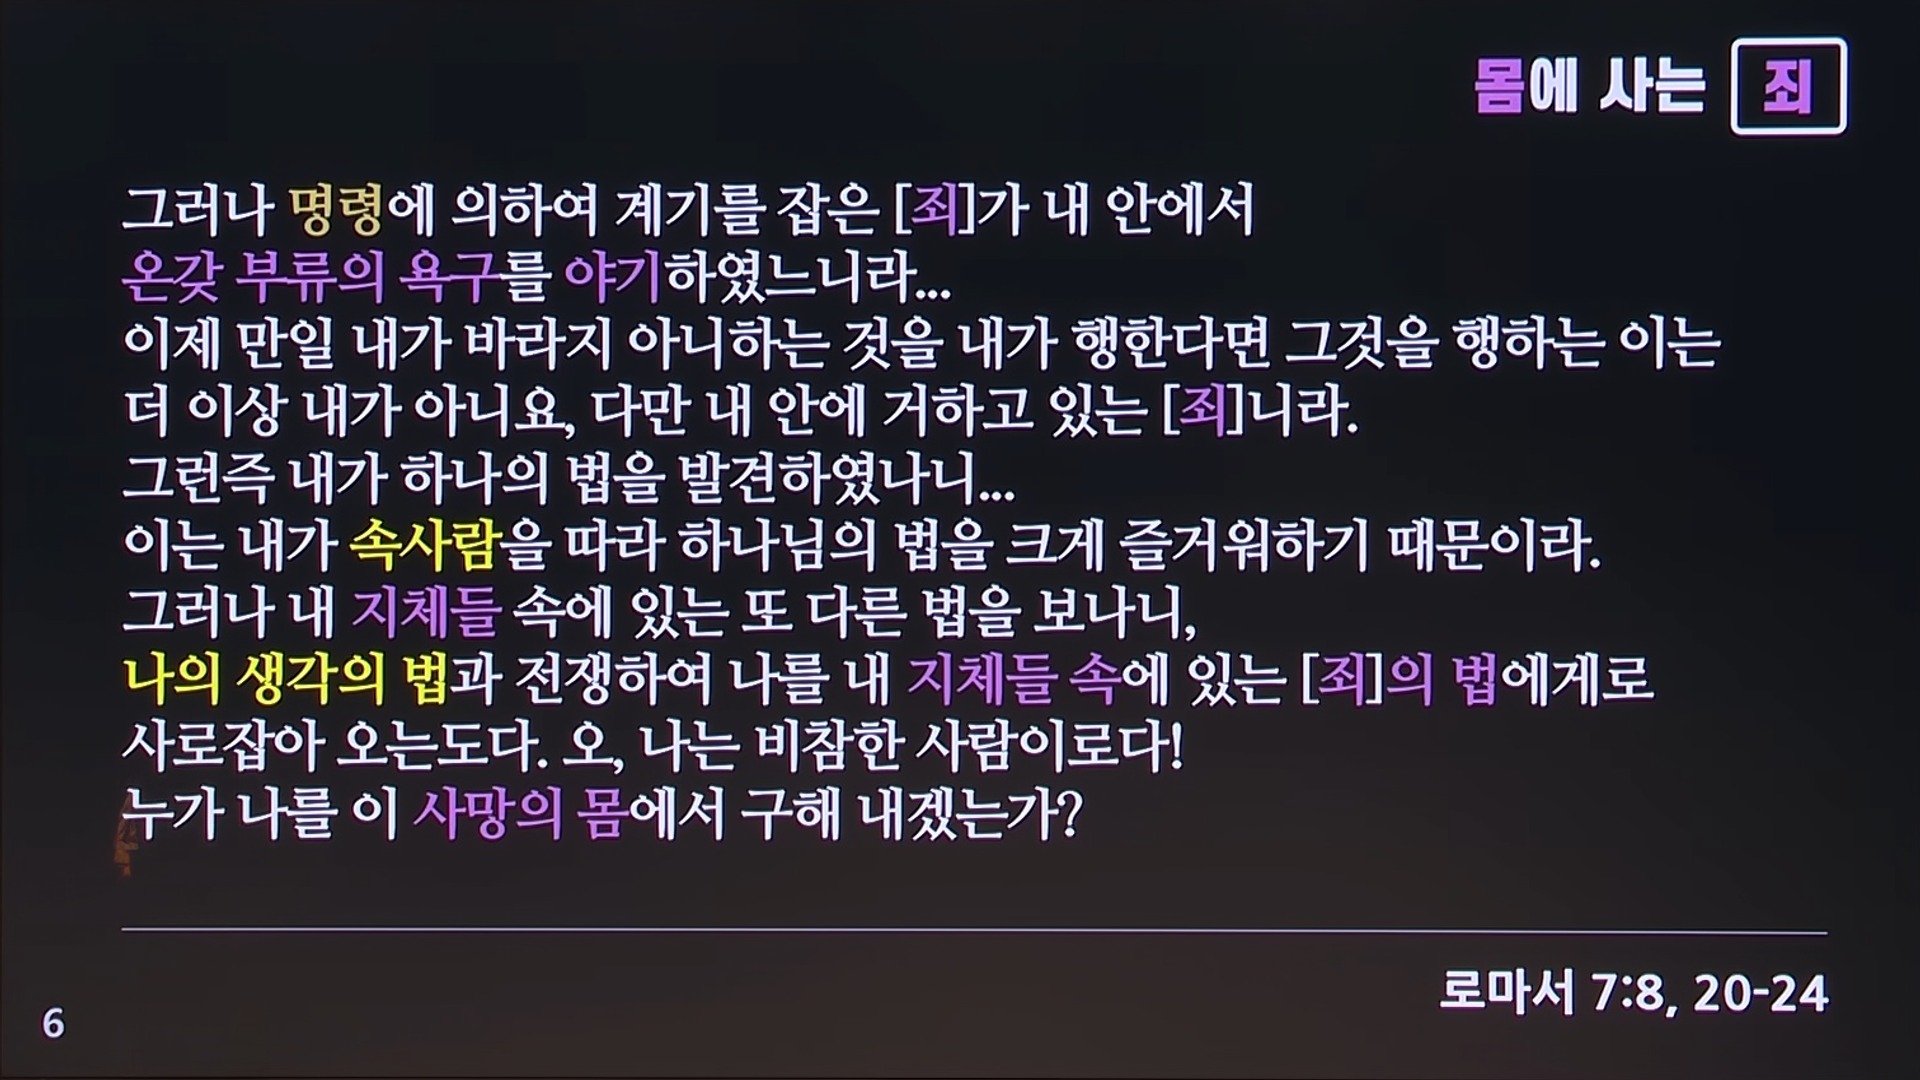 몸에 사는 죄
그러나 명령에 의하여 계기를 잡은 [죄]가 내 안에서
온갖 부류의 욕구를 야기하였느니라...
이제 만일 내가 바라지 아니하는 것을 내가 행한다면 그것을 행하는 이는
더 이상 내가 아니요, 다만 내 안에 거하고 있는 [죄]니라.
그런즉 내가 하나의 법을 발견하였나니...
이는 내가 속사람을 따라 하나님의 법을 크게 즐거워하기 때문이라.
그러나 내 지체들 속에 있는 또 다른 법을 보나니,
나의 생각의 법과 전쟁하여 나를 내 지체들 속에 있는 [죄]의 법에게로
사로잡아 오는도다. 오, 나는 비참한 사람이로다!
누가 나를 이 사망의 몸에서 구해 내겠는가?
로마서 7:8, 20-24
6